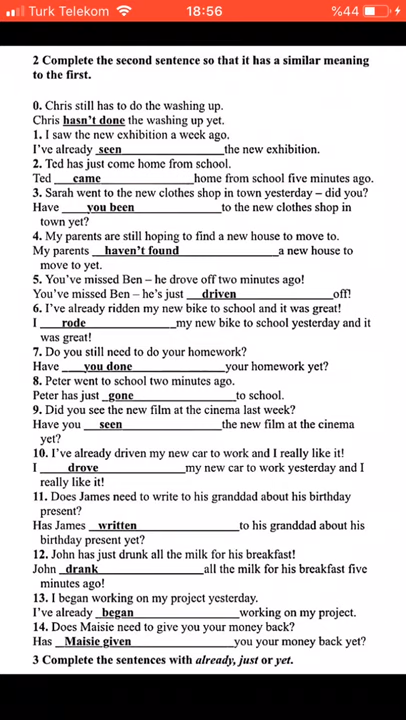 Turk Telekom 18:56 %44
2 Complete the second sentence so that it has a similar meaning
to the first.
0. Chris still has to do the washing up.
Chris hasn't done the washing up yet.
1. I saw the new exhibition a week ago.
I've already seen the new exhibition.
2. Ted has just come home from school.
Ted came home from school five minutes ago.
3. Sarah went to the new clothes shop in town yesterday – did you?
Have you been to the new clothes shop in
town yet?
4. My parents are still hoping to find a new house to move to.
My parents haven't found a new house to
move to yet.
5. You've missed Ben – he drove off two minutes ago!
You've missed Ben – he's just driven off!
6. I've already ridden my new bike to school and it was great!
I rode my new bike to school yesterday and it
was great!
7. Do you still need to do your homework?
Have you done your homework yet?
8. Peter went to school two minutes ago.
Peter has just gone to school.
9. Did you see the new film at the cinema last week?
Have you seen the new film at the cinema
yet?
10. I've already driven my new car to work and I really like it!
I drove my new car to work yesterday and I
really like it!
11. Does James need to write to his granddad about his birthday
present?
Has James written to his granddad about his
birthday present yet?
12. John has just drunk all the milk for his breakfast!
John drank all the milk for his breakfast five
minutes ago!
13. I began working on my project yesterday.
I've already began working on my project.
14. Does Maisie need to give you your money back?
Has Maisie given you your money back yet?
3 Complete the sentences with already, just or yet.